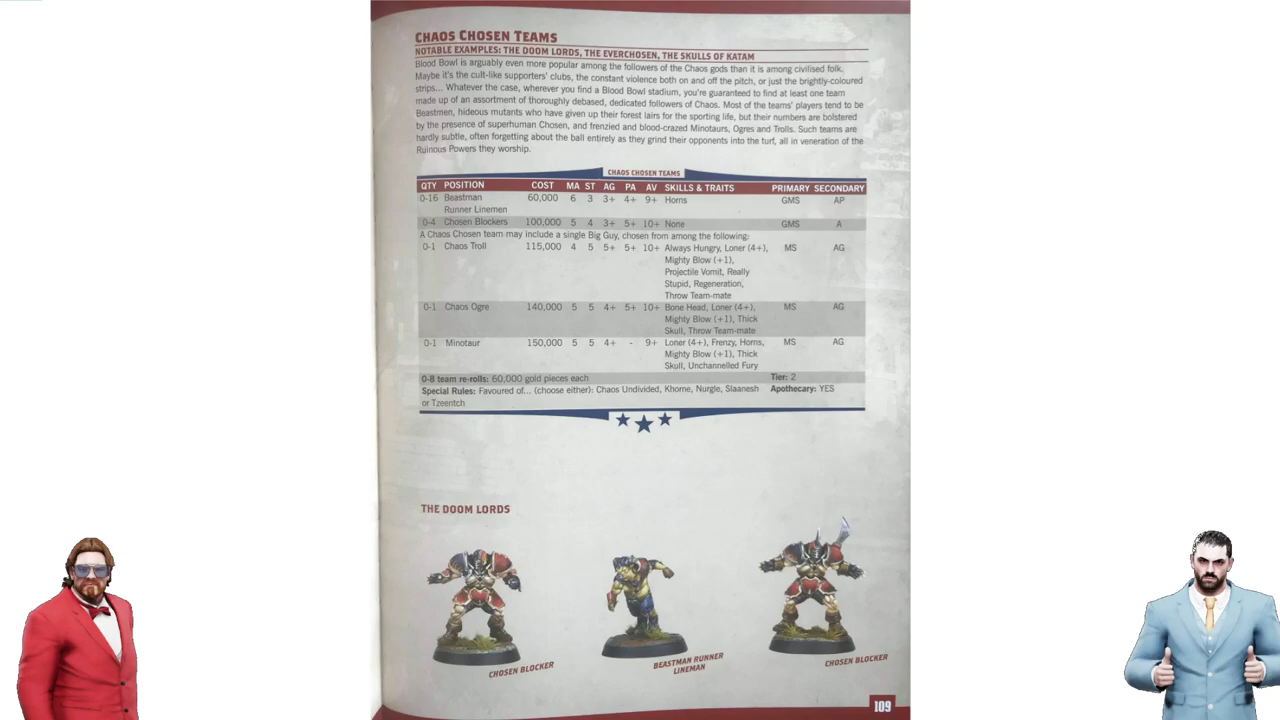 CHAOS CHOSEN TEAMS
NOTABLE EXAMPLES: THE DOOM LORDS, THE EVERCHOSEN, THE SKULLS OF KATAM
Blood Bowl is arguably even more popular among the followers of the Chaos gods than it is among civilised folk.
Maybe it's the cult-like supporters' clubs, the constant violence both on and off the pitch, or just the brightly-coloured
strips... Whatever the case, wherever you find a Blood Bowl stadium, you're guaranteed to find at least one team
made up of an assortment of thoroughly debased, dedicated followers of Chaos. Most of the teams' players tend to be
Beastmen, hideous mutants who have given up their forest lairs for the sporting life, but their numbers are bolstered
by the presence of superhuman Chosen, and frenzied and blood-crazed Minotaurs, Ogres and Trolls. Such teams are
hardly subtle, often forgetting about the ball entirely as they grind their opponents into the turf, all in veneration of the
Ruinous Powers they worship.
CHAOS CHOSEN TEAMS
QTY POSITION COST MA ST AG PA AV SKILLS & TRAITS PRIMARY SECONDARY
0-16 Beastman 60,000 6 3 3+ 4+ 9+ Horns GMS AP
Runner Linemen
0-4 Chosen Blockers 100,000 5 4 3+ 5+ 10+ None GMS A
A Chaos Chosen team may include a single Big Guy, chosen from among the following:
0-1 Chaos Troll 115,000 4 5 5+ 5+ 10+ Always Hungry, Loner (4+), MS AG
Mighty Blow (+1),
Projectile Vomit, Really
Stupid, Regeneration,
Throw Team-mate
0-1 Chaos Ogre 140,000 5 5 4+ 5+ 10+ Bone Head, Loner (4+), MS AG
Mighty Blow (+1), Thick
Skull, Throw Team-mate
0-1 Minotaur 150,000 5 5 4+ - 9+ Loner (4+), Frenzy, Horns, MS AG
Mighty Blow (+1), Thick
Skull, Unchannelled Fury
0-8 team re-rolls: 60,000 gold pieces each Tier: 2
Special Rules: Favoured of... (choose either): Chaos Undivided, Khorne, Nurgle, Slaanesh Apothecary: YES
or Tzeentch
THE DOOM LORDS
CHOSEN BLOCKER
BEASTMAN RUNNER
LINEMAN
CHOSEN BLOCKER
109